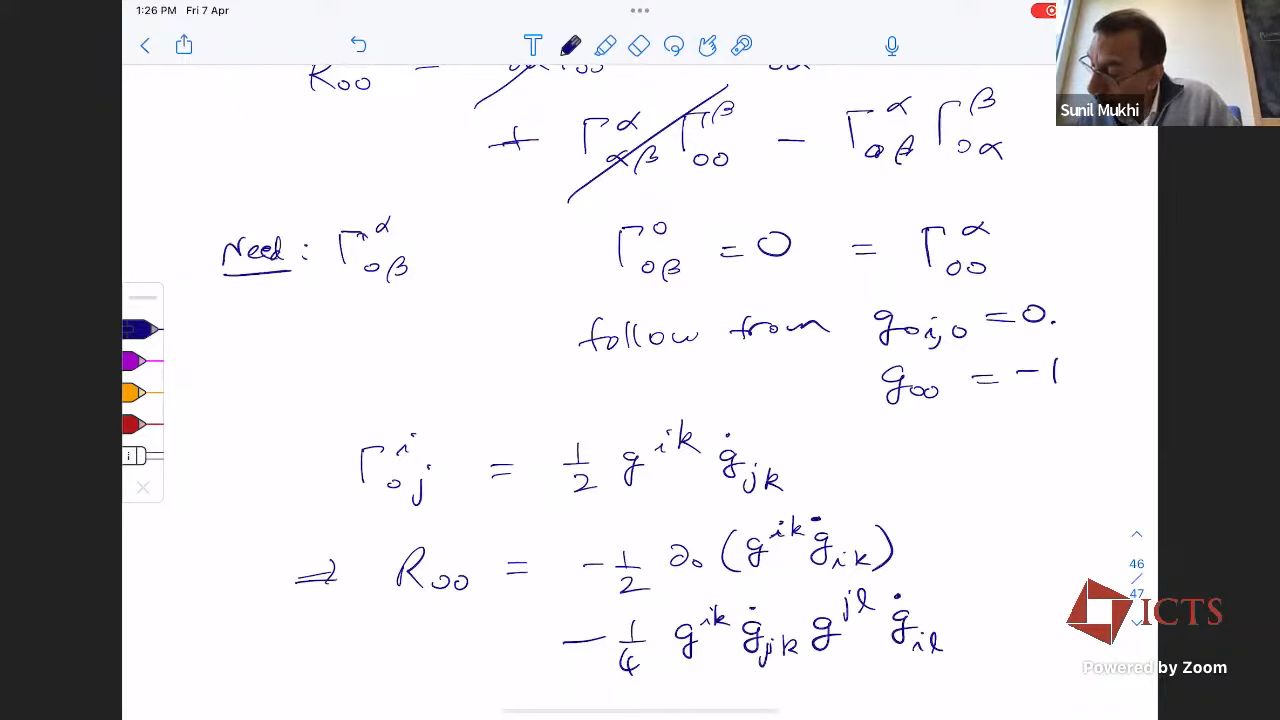 1:26 PM Fri 7 Apr
Sunil Mukhi
R₀₀ =
+ Γ^α_{αβ} Γ^β_{00} − Γ^α_{0β} Γ^β_{0α}
Need : Γ^α_{0β} Γ^0_{0β} = 0 = Γ^α_{00}
follow from g_{0i,0} = 0.
g_{00} = −1
Γ^i_{0j} = 1/2 g^{ik} ġ_{jk}
⇒ R₀₀ = −1/2 ∂₀ (g^{ik} ġ_{ik})
− 1/4 g^{ik} ġ_{jk} g^{jl} ġ_{il}
46
/
47
ICTS
Powered by Zoom